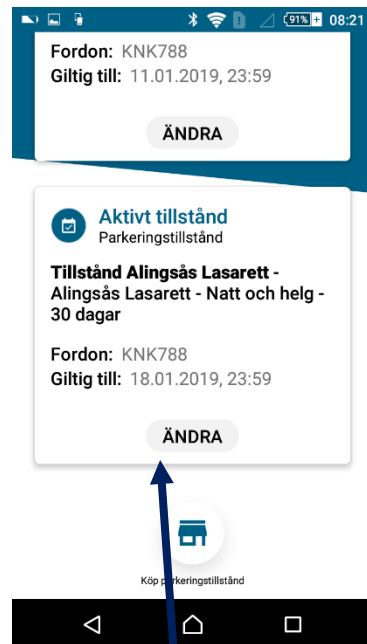 91% 08:21
Fordon: KNK788
Giltig till: 11.01.2019, 23:59
ÄNDRA
Aktivt tillstånd
Parkeringstillstånd
Tillstånd Alingsås Lasarett -
Alingsås Lasarett - Natt och helg -
30 dagar
Fordon: KNK788
Giltig till: 18.01.2019, 23:59
ÄNDRA
Köp parkeringstillstånd